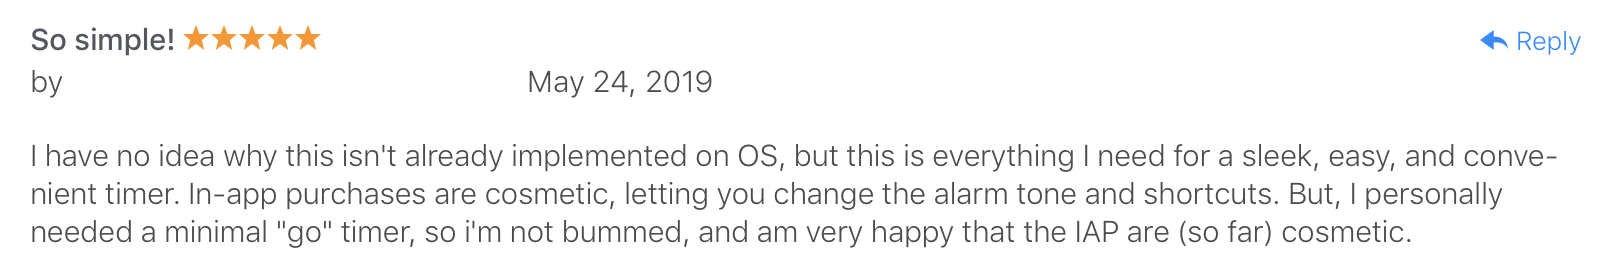 So simple! ★★★★★
Reply
by May 24, 2019
I have no idea why this isn't already implemented on OS, but this is everything I need for a sleek, easy, and conve-
nient timer. In-app purchases are cosmetic, letting you change the alarm tone and shortcuts. But, I personally
needed a minimal "go" timer, so i'm not bummed, and am very happy that the IAP are (so far) cosmetic.